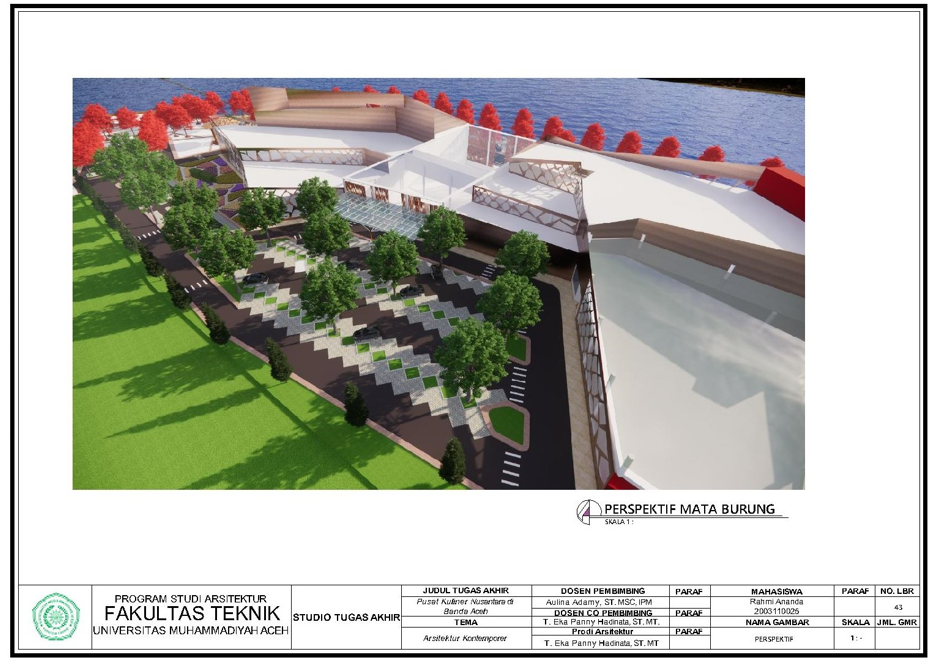 PERSPEKTIF MATA BURUNG
SKALA 1 :
PROGRAM STUDI ARSITEKTUR
FAKULTAS TEKNIK
UNIVERSITAS MUHAMMADIYAH ACEH
STUDIO TUGAS AKHIR
JUDUL TUGAS AKHIR
Pusat Kuliner Nusantara di
Banda Aceh
TEMA
Arsitektur Kontemporer
DOSEN PEMBIMBING
PARAF
Aulina Adamy, ST. MSC, IPM
DOSEN CO PEMBIMBING
PARAF
T. Eka Panny Hadinata, ST. MT.
Prodi Arsitektur
PARAF
T. Eka Panny Hadinata, ST. MT
MAHASISWA
PARAF
NO. LBR
Rahmi Ananda
2003110025
43
NAMA GAMBAR
SKALA
JML. GMR
PERSPEKTIF
1 : -